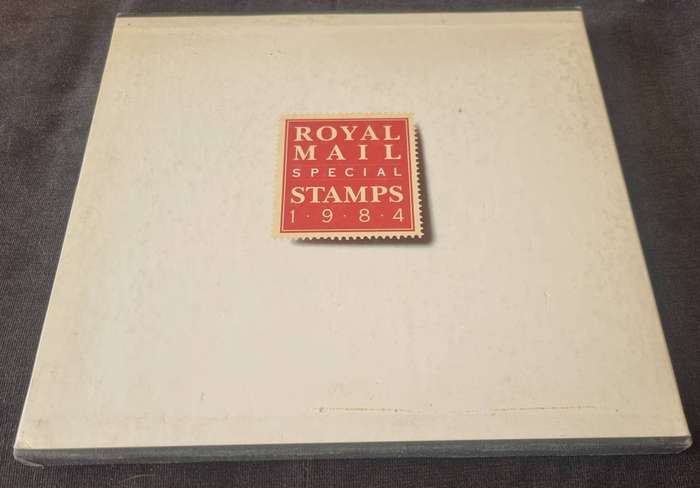 ROYAL
MAIL
SPECIAL
STAMPS
1·9·8·4